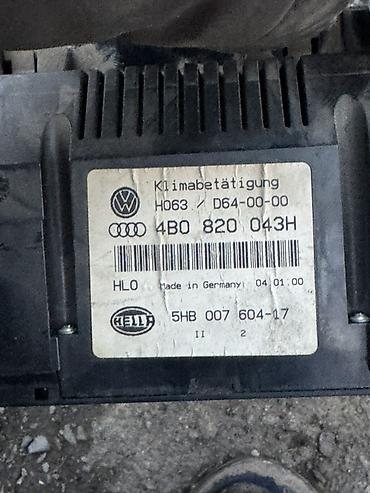 Klimabetätigung
H063 / D64-00-00
4B0 820 043H
HL0 Made in Germany: 04.01.00
HELLA 5HB 007 604-17
II 2